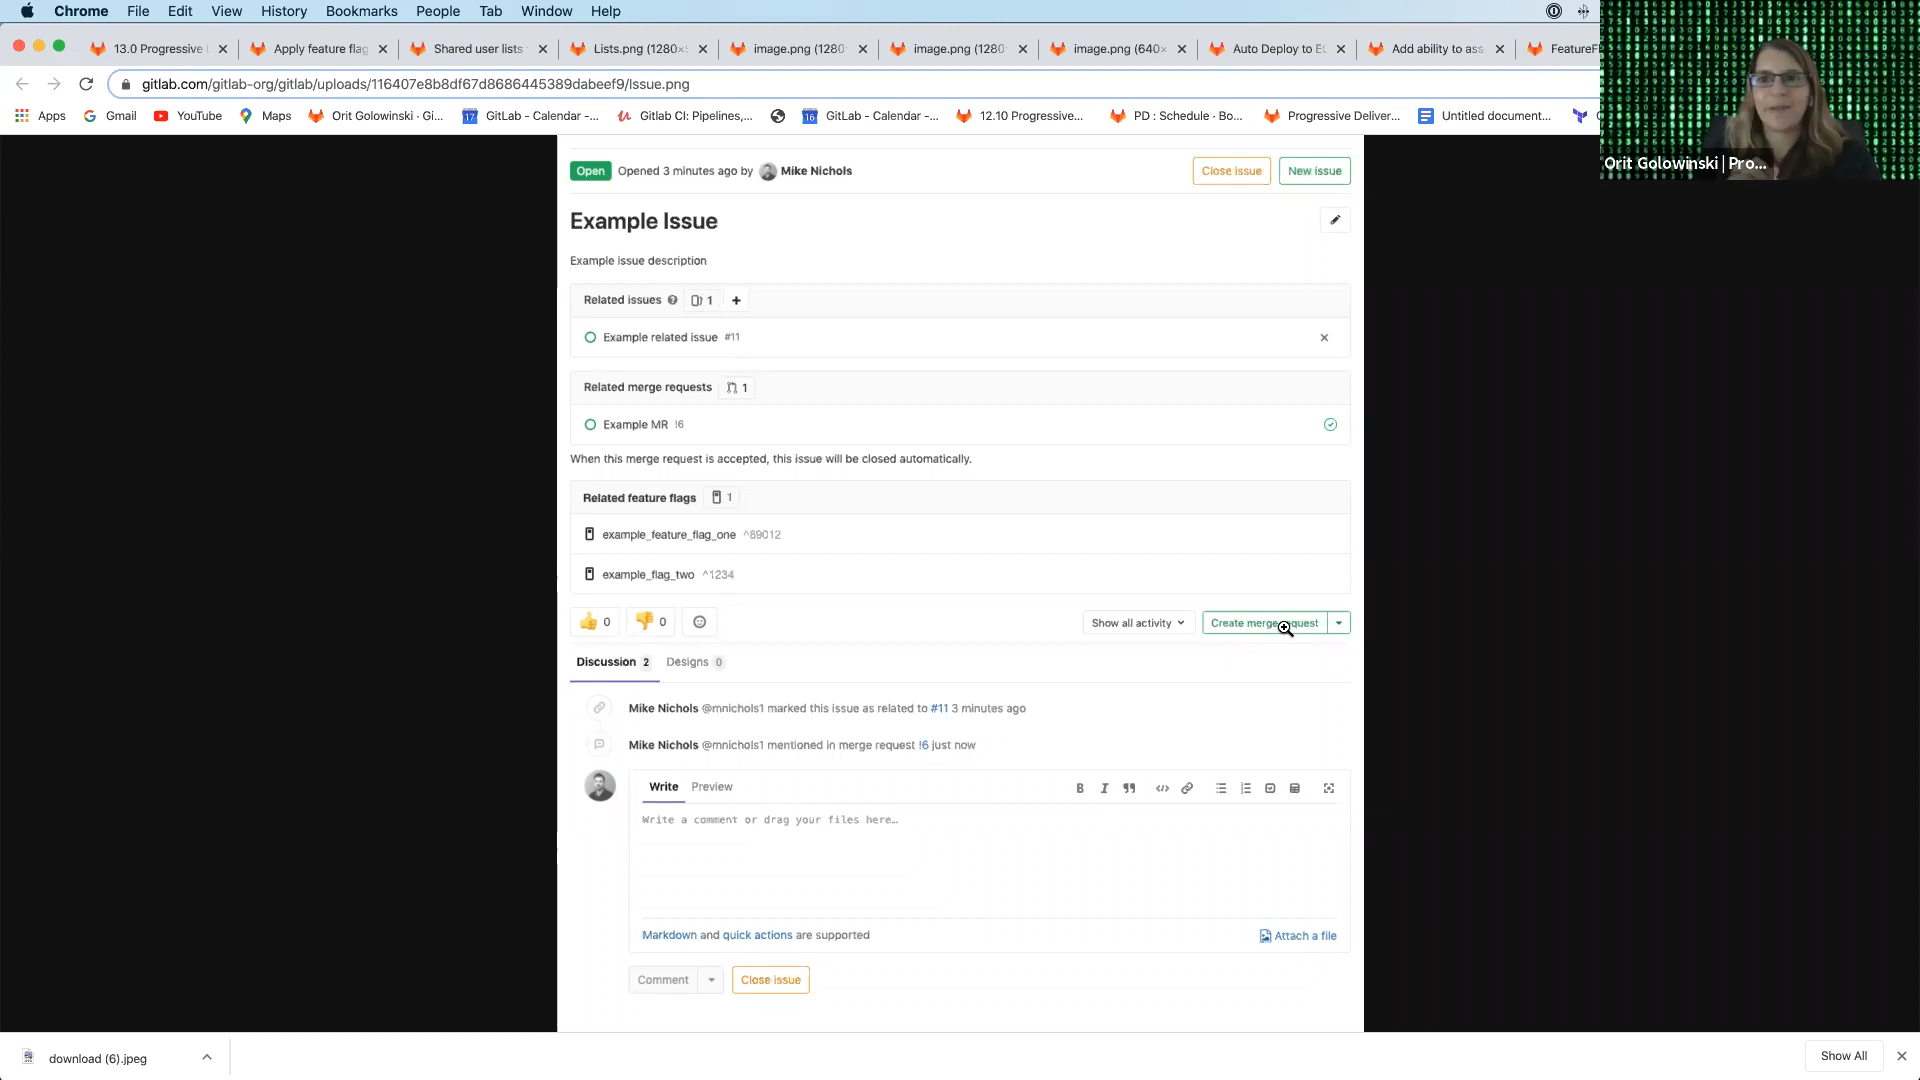 Chrome File Edit View History Bookmarks People Tab Window Help
13.0 Progressive
Apply feature flag
Shared user lists
Lists.png (1280×
image.png (1280
image.png (1280
image.png (640×
Auto Deploy to E
Add ability to ass
FeatureF
gitlab.com/gitlab-org/gitlab/uploads/116407e8b8df67d8686445389dabeef9/Issue.png
Apps Gmail YouTube Maps Orit Golowinski · Gi... 17 GitLab - Calendar -... Gitlab CI: Pipelines,... 16 GitLab - Calendar -... 12.10 Progressive... PD : Schedule · Bo... Progressive Deliver... Untitled document...
Orit Golowinski | Pro...
Open Opened 3 minutes ago by Mike Nichols
Close issue New issue
Example Issue
Example issue description
Related issues 1 +
Example related issue #11
Related merge requests 1
Example MR !6
When this merge request is accepted, this issue will be closed automatically.
Related feature flags 1
example_feature_flag_one ^89012
example_flag_two ^1234
0 0
Show all activity Create merge request
Discussion 2 Designs 0
Mike Nichols @mnichols1 marked this issue as related to #11 3 minutes ago
Mike Nichols @mnichols1 mentioned in merge request !6 just now
Write Preview
B I
Write a comment or drag your files here…
Markdown and quick actions are supported
Attach a file
Comment Close issue
download (6).jpeg
Show All